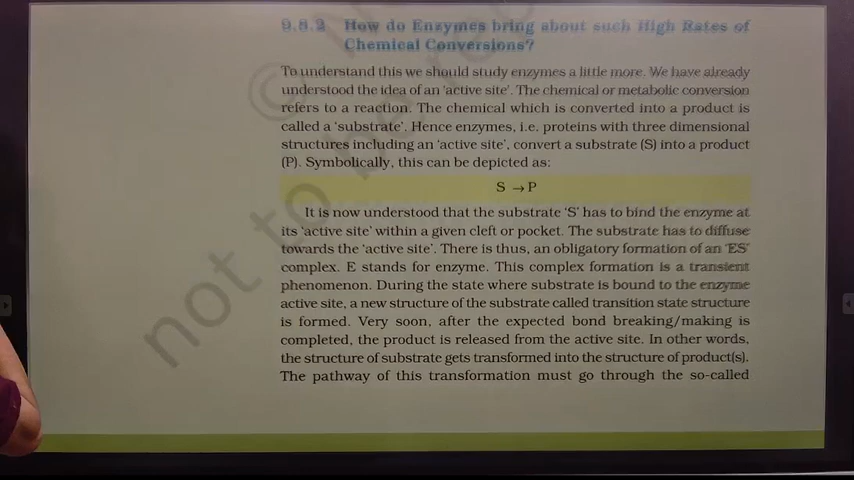 9.8.2 How do Enzymes bring about such High Rates of
Chemical Conversions?
To understand this we should study enzymes a little more. We have already
understood the idea of an 'active site'. The chemical or metabolic conversion
refers to a reaction. The chemical which is converted into a product is
called a 'substrate'. Hence enzymes, i.e. proteins with three dimensional
structures including an 'active site', convert a substrate (S) into a product
(P). Symbolically, this can be depicted as:
S → P
It is now understood that the substrate 'S' has to bind the enzyme at
its 'active site' within a given cleft or pocket. The substrate has to diffuse
towards the 'active site'. There is thus, an obligatory formation of an 'ES'
complex. E stands for enzyme. This complex formation is a transient
phenomenon. During the state where substrate is bound to the enzyme
active site, a new structure of the substrate called transition state structure
is formed. Very soon, after the expected bond breaking/making is
completed, the product is released from the active site. In other words,
the structure of substrate gets transformed into the structure of product(s).
The pathway of this transformation must go through the so-called
©
not to be